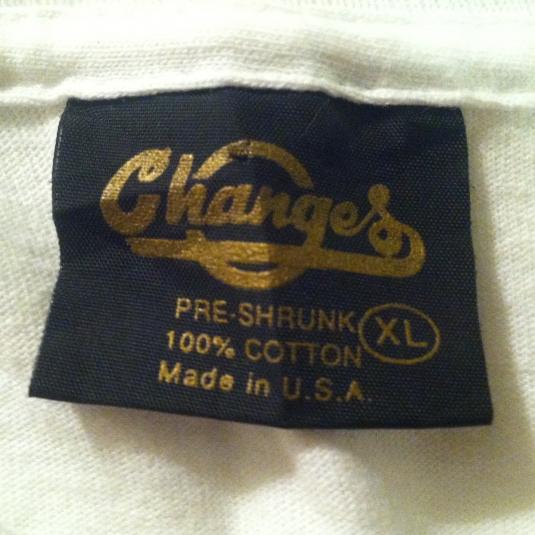 Changes
PRE-SHRUNK
100% COTTON
XL
Made in U.S.A.